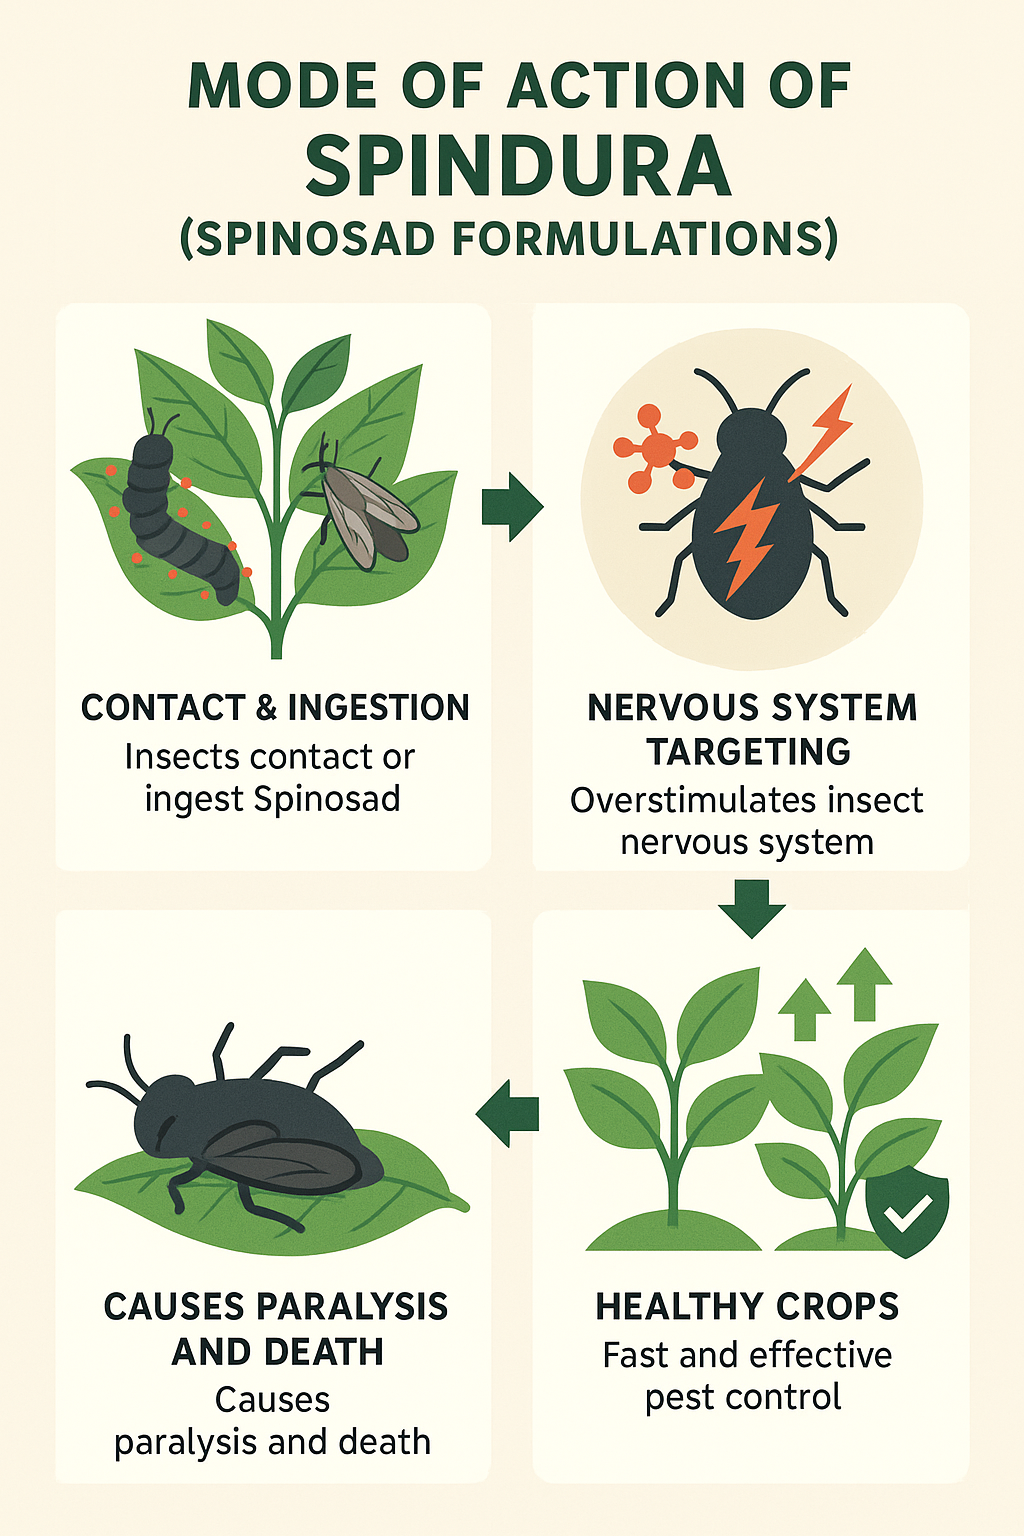 MODE OF ACTION OF
SPINDURA
(SPINOSAD FORMULATIONS)
CONTACT & INGESTION
Insects contact or
ingest Spinosad
NERVOUS SYSTEM
TARGETING
Overstimulates insect
nervous system
CAUSES PARALYSIS
AND DEATH
Causes
paralysis and death
HEALTHY CROPS
Fast and effective
pest control